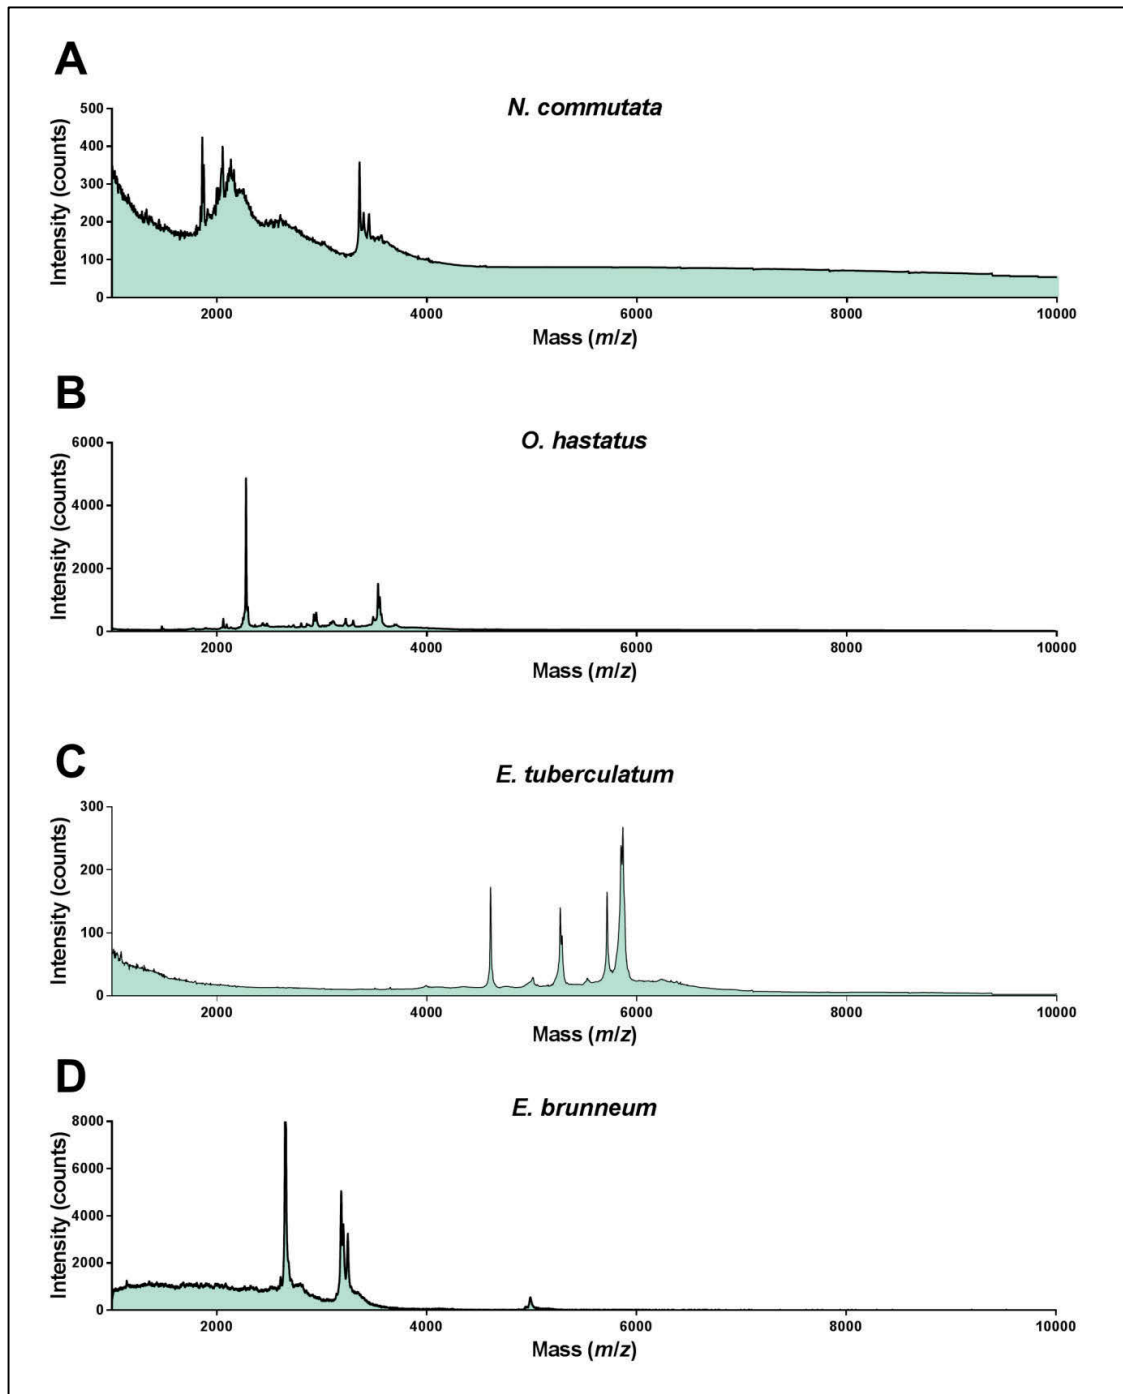 A
N. commutata
Intensity (counts)
500
400
300
200
100
0
2000 4000 6000 8000 10000
Mass (m/z)
B
O. hastatus
Intensity (counts)
6000
4000
2000
0
2000 4000 6000 8000 10000
Mass (m/z)
C
E. tuberculatum
Intensity (counts)
300
200
100
0
2000 4000 6000 8000 10000
Mass (m/z)
D
E. brunneum
Intensity (counts)
8000
6000
4000
2000
0
2000 4000 6000 8000 10000
Mass (m/z)